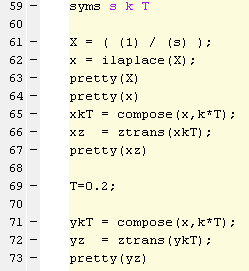 59 - syms s k T
60
61 - X = ( (1) / (s) );
62 - x = ilaplace(X);
63 - pretty(X)
64 - pretty(x)
65 - xkT = compose(x,k*T);
66 - xz = ztrans(xkT);
67 - pretty(xz)
68
69 - T=0.2;
70
71 - ykT = compose(x,k*T);
72 - yz = ztrans(ykT);
73 - pretty(yz)